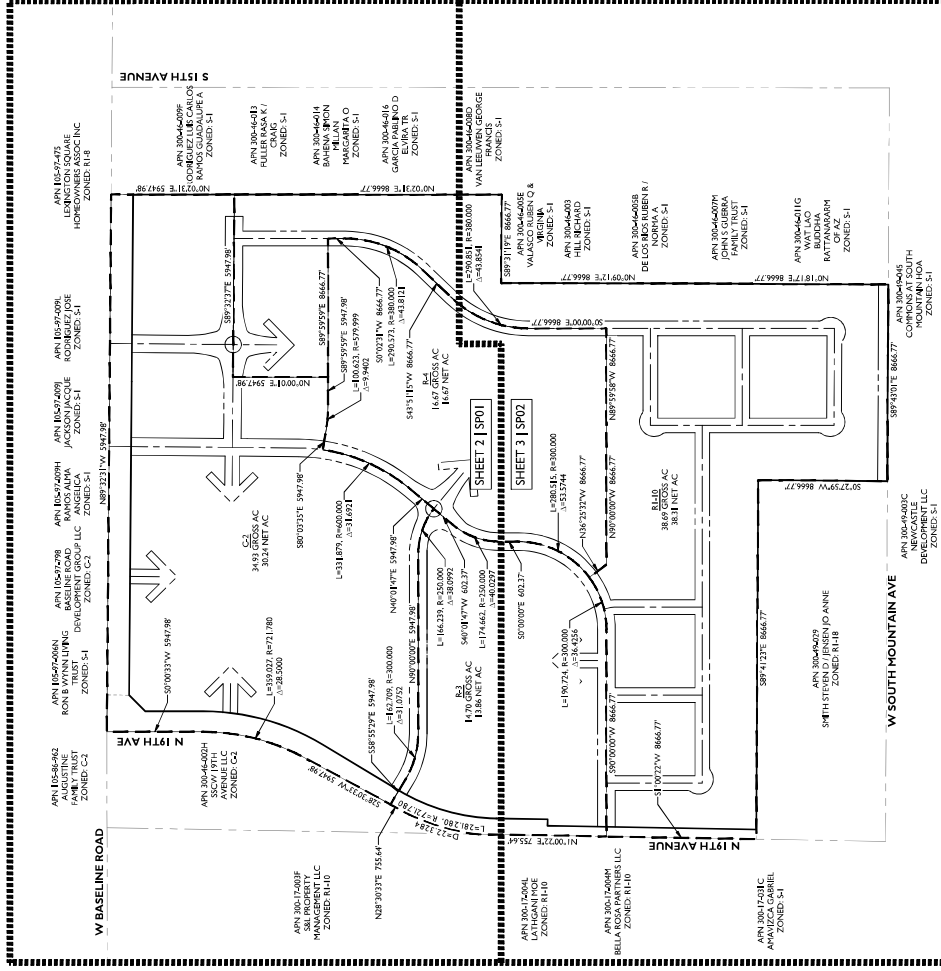 W BASELINE ROAD
S 15TH AVENUE
N 19TH AVE
N 19TH AVENUE
W SOUTH MOUNTAIN AVE
APN 105-86-962
AUGUSTINE
FAMILY TRUST
ZONED: C-2
APN 105-97-006N
RON B WYNN LIVING
TRUST
ZONED: S-1
APN 105-97-798
BASELINE ROAD
DEVELOPMENT GROUP LLC
ZONED: C-2
APN 105-97-009H
RAMOS ALMA
ANGELICA
ZONED: S-1
APN 105-97-009J
JACKSON JACQUE
ZONED: S-1
APN 105-97-009L
RODRIGUEZ JOSE
ZONED: S-1
APN 105-97-475
LEXINGTON SQUARE
HOMEOWNERS ASSOC INC
ZONED: R1-8
APN 300-46-009F
RODRIGUEZ LUIS CARLOS
RAMOS GUADALUPE A
ZONED: S-1
APN 300-46-013
FULLER RASA K /
CRAIG
ZONED: S-1
APN 300-46-014
BAHENA SIMON
MILLAN
MARGARITA O
ZONED: S-1
APN 300-46-016
GARCIA PABLINO D
ELVIRA TR
ZONED: S-1
APN 300-46-008D
VAN LEEUWEN GEORGE
FRANCIS
ZONED: S-1
APN 300-46-005E
VALASCO RUBEN Q &
VIRGINIA
ZONED: S-1
APN 300-46-003
HILL RICHARD
ZONED: S-1
APN 300-46-005B
DE LOS RIOS RUBEN R /
NORMA A
ZONED: S-1
APN 300-46-007M
JOHN S GUERRA
FAMILY TRUST
ZONED: S-1
APN 300-46-011G
WAT LAO
BUDDHA
RATTANARARM
OF AZ
ZONED: S-1
APN 300-49-045
COMMONS AT SOUTH
MOUNTAIN HOA
ZONED: S-1
APN 300-49-003C
NEWCASTLE
DEVELOPMENT LLC
ZONED: S-1
APN 300-49-029
SMITH STEVEN D / JENSEN JO ANNE
ZONED: R1-18
APN 300-46-002H
SSCW 19TH
AVENUE LLC
ZONED: C-2
APN 300-17-003F
S&L PROPERTY
MANAGEMENT LLC
ZONED: R1-10
APN 300-17-004L
LATHGANI MOE
ZONED: R1-10
APN 300-17-004M
BELLA ROSA PARTNERS LLC
ZONED: R1-10
APN 300-17-031C
AMAVIZCA GABRIEL
ZONED: S-1
N89°32'31"W 5947.98'
N0°02'31"E 5947.98'
S89°32'37"E 5947.98'
N0°00'01"E 5947.98'
N0°02'31"E 8666.77'
S89°59'59"E 8666.77'
S89°59'59"E 5947.98'
L=100.623, R=579.999
Δ=9.9402
S0°02'31"W 8666.77'
L=290.573, R=380.000
Δ=43.8121
S43°51'15"W 8666.77'
L=290.851, R=380.000
Δ=43.8541
S89°31'19"E 8666.77'
N0°09'12"E 8666.77'
N0°18'17"E 8666.77'
S0°00'00"E 8666.77'
S80°03'35"E 5947.98'
L=331.879, R=600.000
Δ=31.6921
N40°01'47"E 5947.98'
N90°00'00"E 5947.98'
L=166.239, R=250.000
Δ=38.0992
S40°01'47"W 602.37'
L=174.662, R=250.000
Δ=40.0297
S0°00'00"E 602.37'
L=280.515, R=300.000
Δ=53.5744
N36°25'32"W 8666.77'
N90°00'00"W 8666.77'
N89°59'58"W 8666.77'
L=190.724, R=300.000
Δ=36.4256
S90°00'00"W 8666.77'
S1°00'22"W 8666.77'
S89°41'23"E 8666.77'
S0°27'59"W 8666.77'
S89°43'01"E 8666.77'
S0°00'33"W 5947.98'
L=359.027, R=721.780
Δ=28.5000
S28°30'33"W 5947.98'
S58°55'29"E 5947.98'
L=162.709, R=300.000
Δ=31.0752
N28°30'33"E 755.64'
L=281.280, R=721.780
D=22.3284
N1°00'22"E 755.64'
C-2
34.93 GROSS AC
30.24 NET AC
R-4
16.67 GROSS AC
16.67 NET AC
R-3
14.70 GROSS AC
13.86 NET AC
R1-10
38.69 GROSS AC
38.31 NET AC
SHEET 2 | SP01
SHEET 3 | SP02